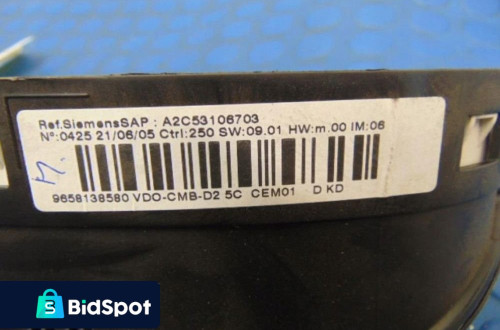 Ref.SiemensSAP : A2C53106703
Nº:0425 21/06/05 Ctrl:250 SW:09.01 HW:m.00 IM:06
9658138580 VDO-CMB-D2 5C CEM01 D KD
BidSpot